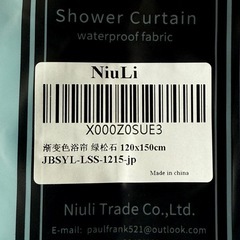 Shower Curtain
waterproof fabric
NiuLi
X000Z0SUE3
渐变色浴帘 绿松石 120x150cm
JBSYL-LSS-1215-jp
Made in china
Niuli Trade Co.,Ltd.
E-mail: paulfrank521@outlook.com